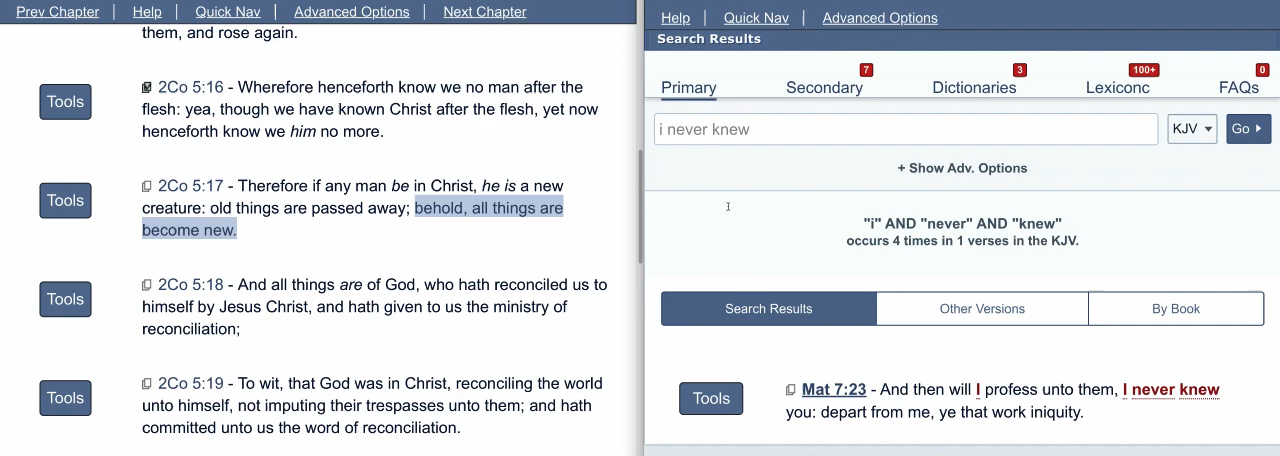 Prev Chapter | Help | Quick Nav | Advanced Options | Next Chapter
them, and rose again.
Tools
2Co 5:16 - Wherefore henceforth know we no man after the
flesh: yea, though we have known Christ after the flesh, yet now
henceforth know we him no more.
Tools
2Co 5:17 - Therefore if any man be in Christ, he is a new
creature: old things are passed away; behold, all things are
become new.
Tools
2Co 5:18 - And all things are of God, who hath reconciled us to
himself by Jesus Christ, and hath given to us the ministry of
reconciliation;
Tools
2Co 5:19 - To wit, that God was in Christ, reconciling the world
unto himself, not imputing their trespasses unto them; and hath
committed unto us the word of reconciliation.
Help | Quick Nav | Advanced Options
Search Results
7 3 100+ 0
Primary Secondary Dictionaries Lexiconc FAQs
i never knew KJV Go
+ Show Adv. Options
"i" AND "never" AND "knew"
occurs 4 times in 1 verses in the KJV.
Search Results Other Versions By Book
Tools
Mat 7:23 - And then will I profess unto them, I never knew
you: depart from me, ye that work iniquity.